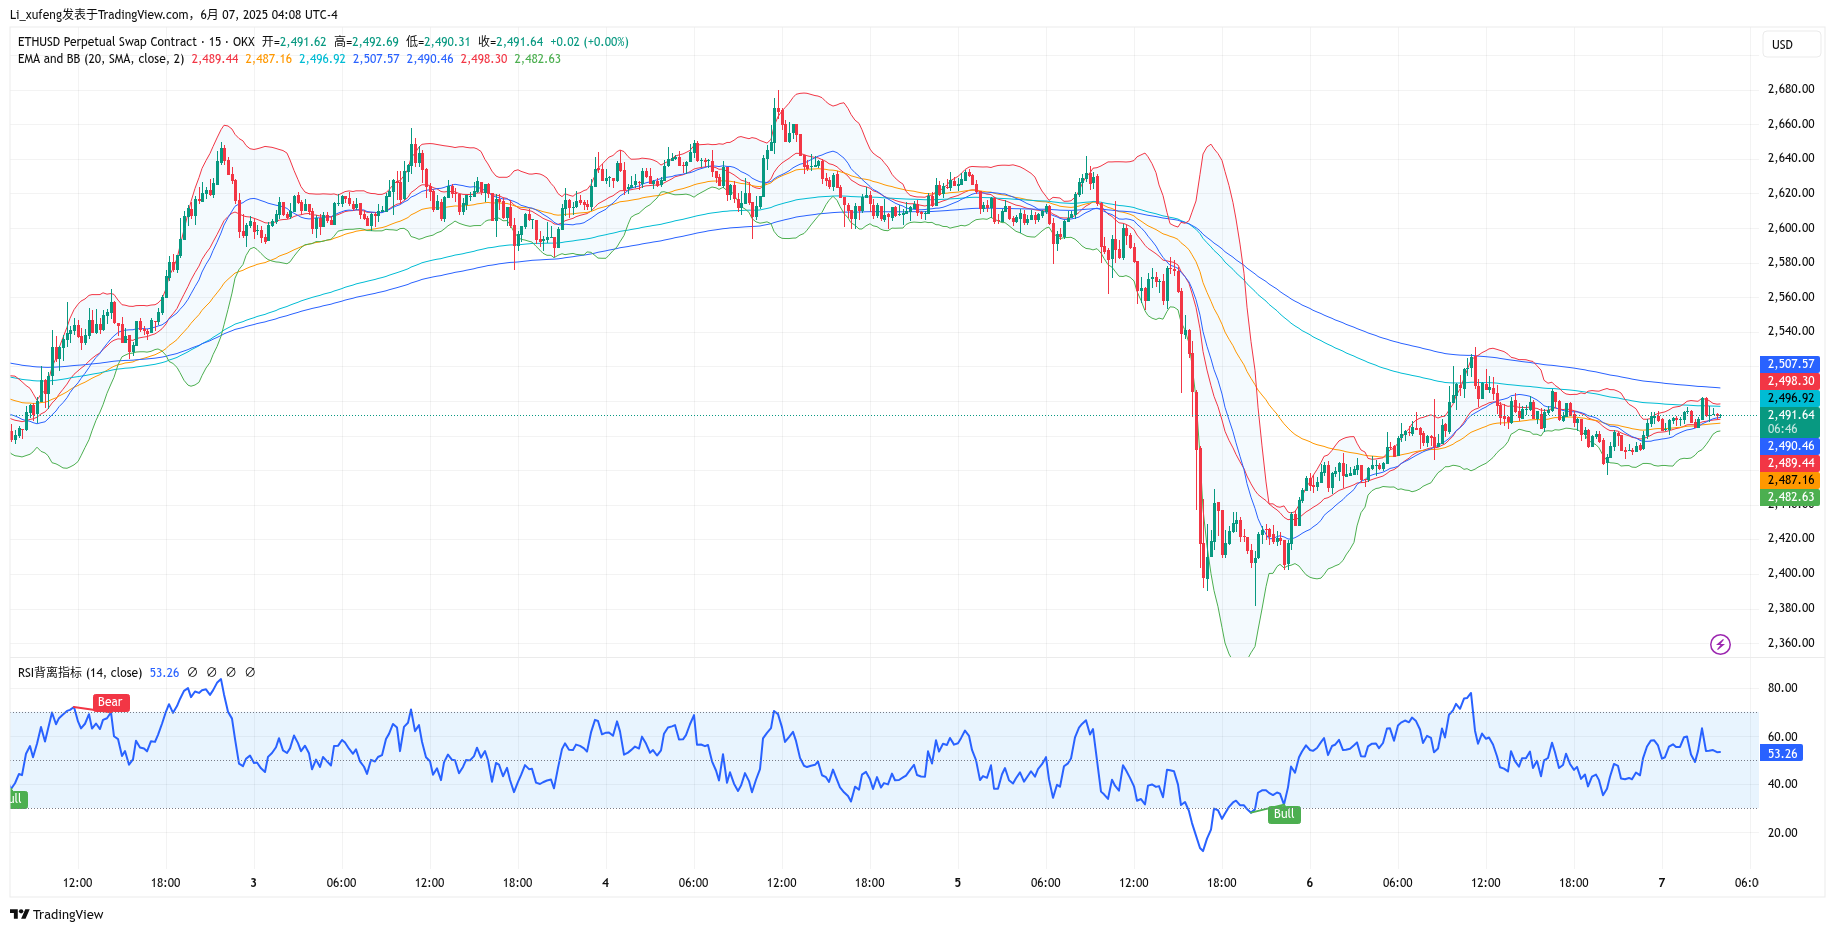 Li_xufeng发表于TradingView.com，6月 07, 2025 04:08 UTC-4
ETHUSD Perpetual Swap Contract · 15 · OKX 开=2,491.62 高=2,492.69 低=2,490.31 收=2,491.64 +0.02 (+0.00%)
EMA and BB (20, SMA, close, 2) 2,489.44 2,487.16 2,496.92 2,507.57 2,490.46 2,498.30 2,482.63
USD
2,680.00
2,660.00
2,640.00
2,620.00
2,600.00
2,580.00
2,560.00
2,540.00
2,507.57
2,498.30
2,496.92
2,491.64
06:46
2,490.46
2,489.44
2,487.16
2,482.63
2,420.00
2,400.00
2,380.00
2,360.00
RSI背离指标 (14, close) 53.26 ∅ ∅ ∅ ∅
80.00
Bear
60.00
53.26
40.00
ull
Bull
20.00
12:00 18:00 3 06:00 12:00 18:00 4 06:00 12:00 18:00 5 06:00 12:00 18:00 6 06:00 12:00 18:00 7 06:0
TradingView